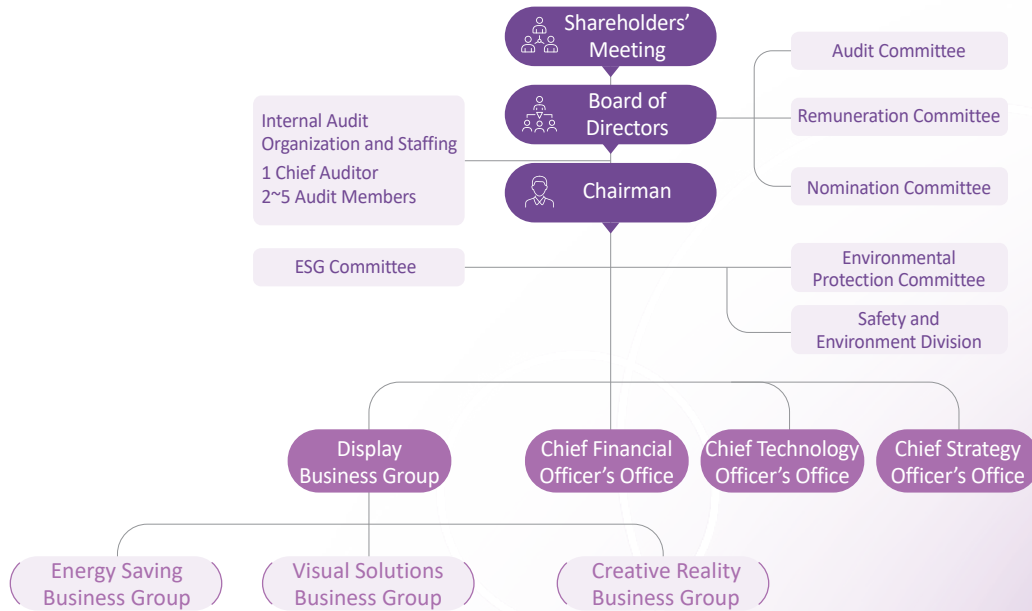 Shareholders'
Meeting
Board of
Directors
Audit Committee
Remuneration Committee
Nomination Committee
Internal Audit
Organization and Staffing
1 Chief Auditor
2~5 Audit Members
Chairman
ESG Committee
Environmental
Protection Committee
Safety and
Environment Division
Display
Business Group
Chief Financial
Officer's Office
Chief Technology
Officer's Office
Chief Strategy
Officer's Office
Energy Saving
Business Group
Visual Solutions
Business Group
Creative Reality
Business Group